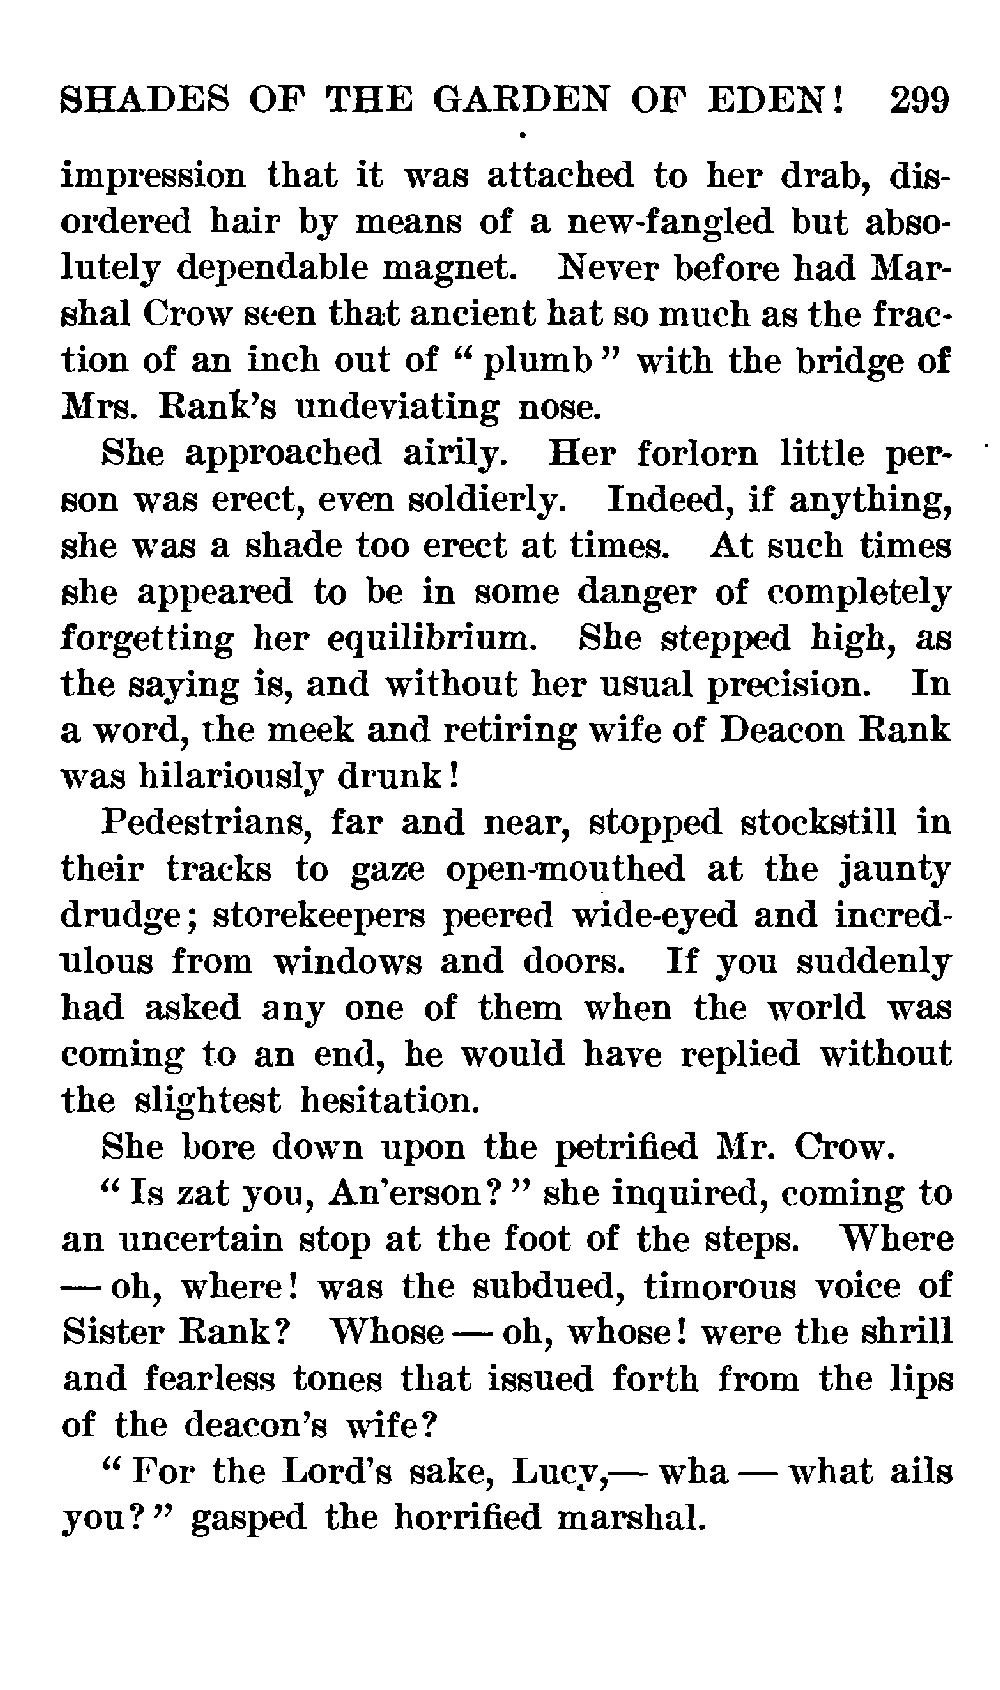 SHADES OF THE GARDEN OF EDEN! 299
impression that it was attached to her drab, dis-
ordered hair by means of a new-fangled but abso-
lutely dependable magnet. Never before had Mar-
shal Crow seen that ancient hat so much as the frac-
tion of an inch out of “ plumb ” with the bridge of
Mrs. Rank’s undeviating nose.
She approached airily. Her forlorn little per-
son was erect, even soldierly. Indeed, if anything,
she was a shade too erect at times. At such times
she appeared to be in some danger of completely
forgetting her equilibrium. She stepped high, as
the saying is, and without her usual precision. In
a word, the meek and retiring wife of Deacon Rank
was hilariously drunk!
Pedestrians, far and near, stopped stockstill in
their tracks to gaze open-mouthed at the jaunty
drudge; storekeepers peered wide-eyed and incred-
ulous from windows and doors. If you suddenly
had asked any one of them when the world was
coming to an end, he would have replied without
the slightest hesitation.
She bore down upon the petrified Mr. Crow.
“ Is zat you, An’erson? ” she inquired, coming to
an uncertain stop at the foot of the steps. Where
— oh, where! was the subdued, timorous voice of
Sister Rank? Whose — oh, whose! were the shrill
and fearless tones that issued forth from the lips
of the deacon’s wife?
“ For the Lord’s sake, Lucy,— wha — what ails
you? ” gasped the horrified marshal.